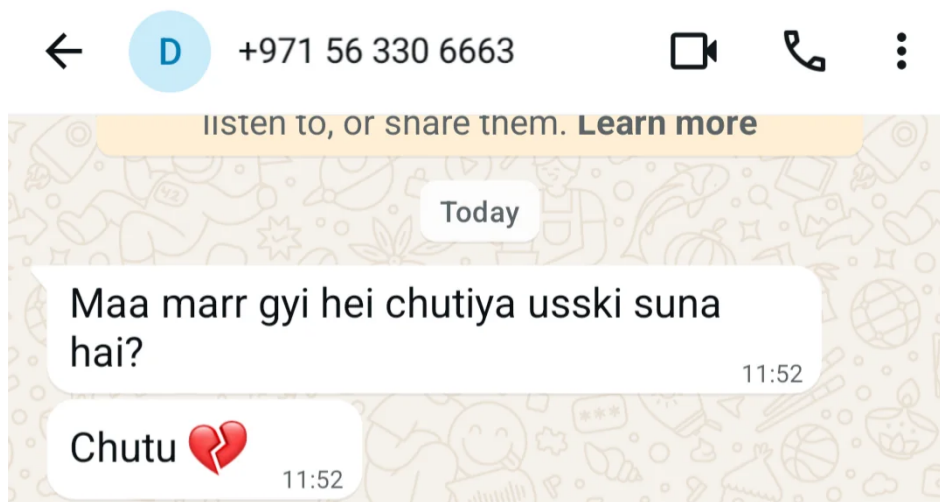 D +971 56 330 6663
listen to, or share them. Learn more
Today
Maa marr gyi hei chutiya usski suna
hai?
11:52
Chutu 💔
11:52